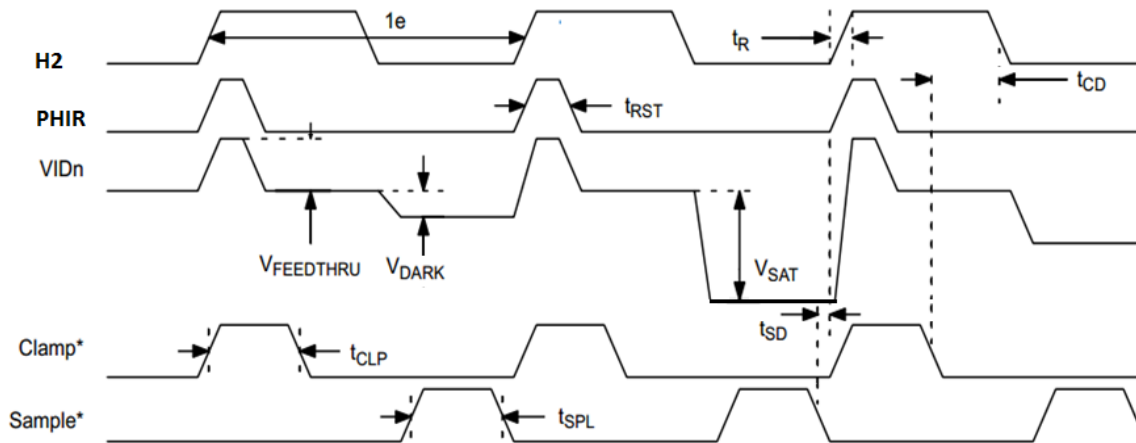 1e
tR
H2
tCD
PHIR
tRST
VIDn
VFEEDTHRU
VDARK
VSAT
tSD
Clamp*
tCLP
Sample*
tSPL